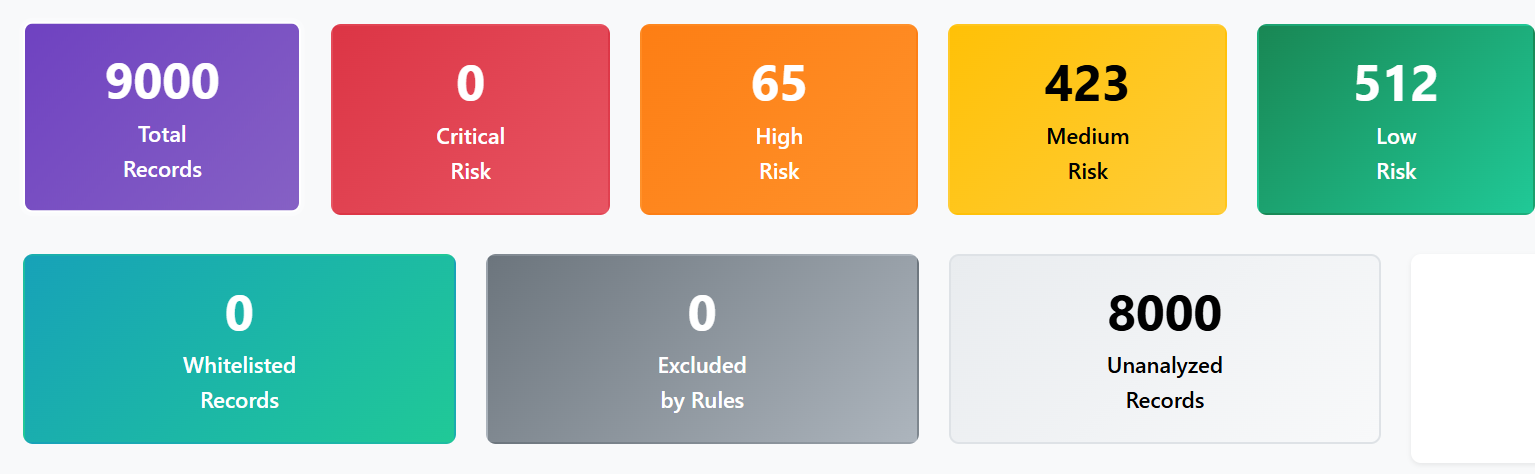 9000
Total
Records
0
Critical
Risk
65
High
Risk
423
Medium
Risk
512
Low
Risk
0
Whitelisted
Records
0
Excluded
by Rules
8000
Unanalyzed
Records